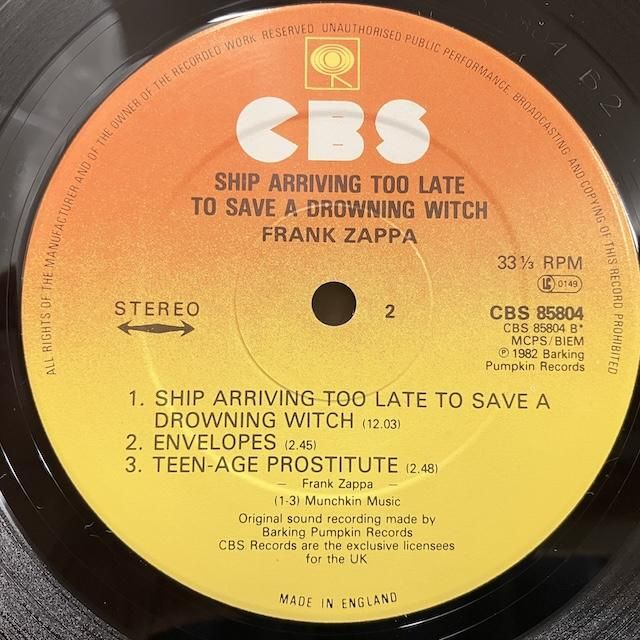 ALL RIGHTS OF THE MANUFACTURER AND OF THE OWNER OF THE RECORDED WORK RESERVED. UNAUTHORISED PUBLIC PERFORMANCE, BROADCASTING AND COPYING OF THIS RECORD PROHIBITED
CBS
SHIP ARRIVING TOO LATE
TO SAVE A DROWNING WITCH
FRANK ZAPPA
33 ⅓ RPM
LC 0149
STEREO
2
CBS 85804
CBS 85804 B*
MCPS/BIEM
℗ 1982 Barking
Pumpkin Records
1. SHIP ARRIVING TOO LATE TO SAVE A
DROWNING WITCH (12.03)
2. ENVELOPES (2.45)
3. TEEN-AGE PROSTITUTE (2.48)
– Frank Zappa –
(1-3) Munchkin Music
Original sound recording made by
Barking Pumpkin Records
CBS Records are the exclusive licensees
for the UK
MADE IN ENGLAND